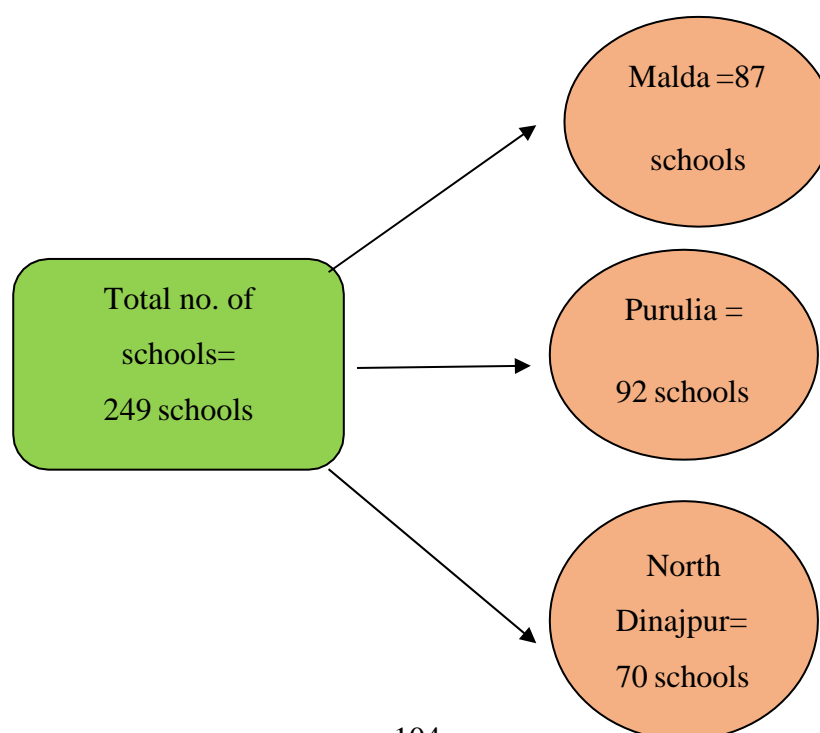 Malda =87
schools
Total no. of
schools=
249 schools
Purulia =
92 schools
North
Dinajpur=
70 schools